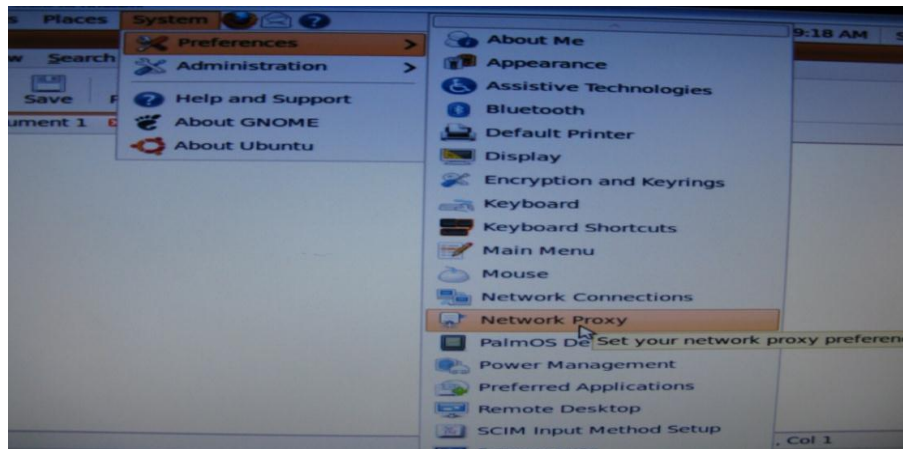 Places System
9:18 AM
Search
Save
ument 1
Preferences
Administration
Help and Support
About GNOME
About Ubuntu
About Me
Appearance
Assistive Technologies
Bluetooth
Default Printer
Display
Encryption and Keyrings
Keyboard
Keyboard Shortcuts
Main Menu
Mouse
Network Connections
Network Proxy
PalmOS De
Set your network proxy preferen
Power Management
Preferred Applications
Remote Desktop
SCIM Input Method Setup
, Col 1